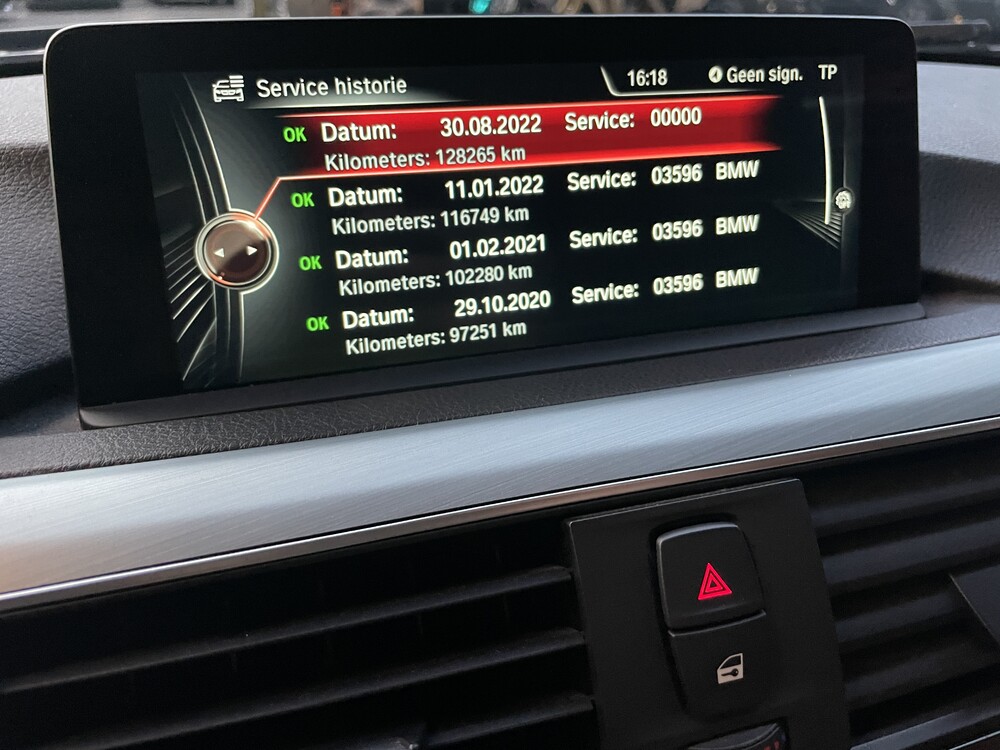 Service historie 16:18 Geen sign. TP
OK Datum: 30.08.2022 Service: 00000
Kilometers: 128265 km
OK Datum: 11.01.2022 Service: 03596 BMW
Kilometers: 116749 km
OK Datum: 01.02.2021 Service: 03596 BMW
Kilometers: 102280 km
OK Datum: 29.10.2020 Service: 03596 BMW
Kilometers: 97251 km